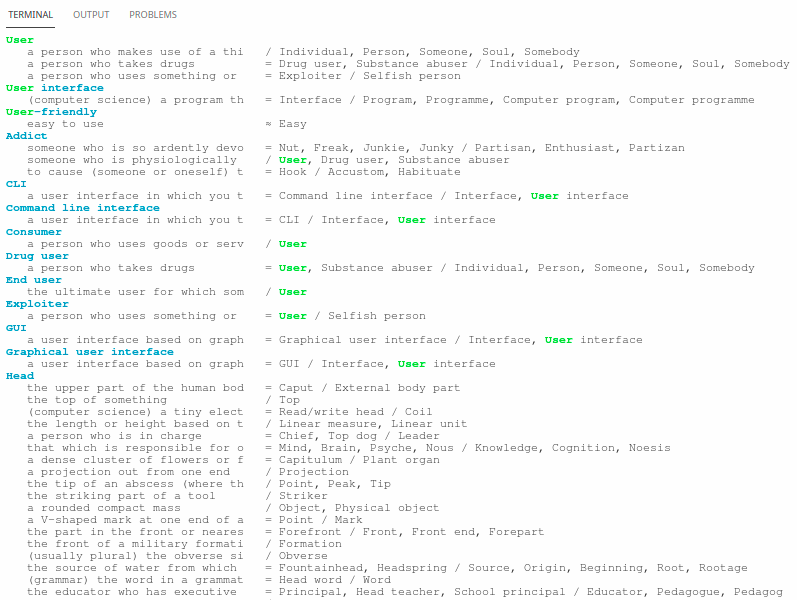 TERMINAL OUTPUT PROBLEMS
User
a person who makes use of a thi / Individual, Person, Someone, Soul, Somebody
a person who takes drugs = Drug user, Substance abuser / Individual, Person, Someone, Soul, Somebody
a person who uses something or = Exploiter / Selfish person
User interface
(computer science) a program th = Interface / Program, Programme, Computer program, Computer programme
User-friendly
easy to use ≈ Easy
Addict
someone who is so ardently devo = Nut, Freak, Junkie, Junky / Partisan, Enthusiast, Partizan
someone who is physiologically / User, Drug user, Substance abuser
to cause (someone or oneself) t = Hook / Accustom, Habituate
CLI
a user interface in which you t = Command line interface / Interface, User interface
Command line interface
a user interface in which you t = CLI / Interface, User interface
Consumer
a person who uses goods or serv / User
Drug user
a person who takes drugs = User, Substance abuser / Individual, Person, Someone, Soul, Somebody
End user
the ultimate user for which som / User
Exploiter
a person who uses something or = User / Selfish person
GUI
a user interface based on graph = Graphical user interface / Interface, User interface
Graphical user interface
a user interface based on graph = GUI / Interface, User interface
Head
the upper part of the human bod = Caput / External body part
the top of something / Top
(computer science) a tiny elect = Read/write head / Coil
the length or height based on t / Linear measure, Linear unit
a person who is in charge = Chief, Top dog / Leader
that which is responsible for o = Mind, Brain, Psyche, Nous / Knowledge, Cognition, Noesis
a dense cluster of flowers or f = Capitulum / Plant organ
a projection out from one end / Projection
the tip of an abscess (where th / Point, Peak, Tip
the striking part of a tool / Striker
a rounded compact mass / Object, Physical object
a V-shaped mark at one end of a = Point / Mark
the part in the front or neares = Forefront / Front, Front end, Forepart
the front of a military formati / Formation
(usually plural) the obverse si / Obverse
the source of water from which = Fountainhead, Headspring / Source, Origin, Beginning, Root, Rootage
(grammar) the word in a grammat = Head word / Word
the educator who has executive = Principal, Head teacher, School principal / Educator, Pedagogue, Pedagog